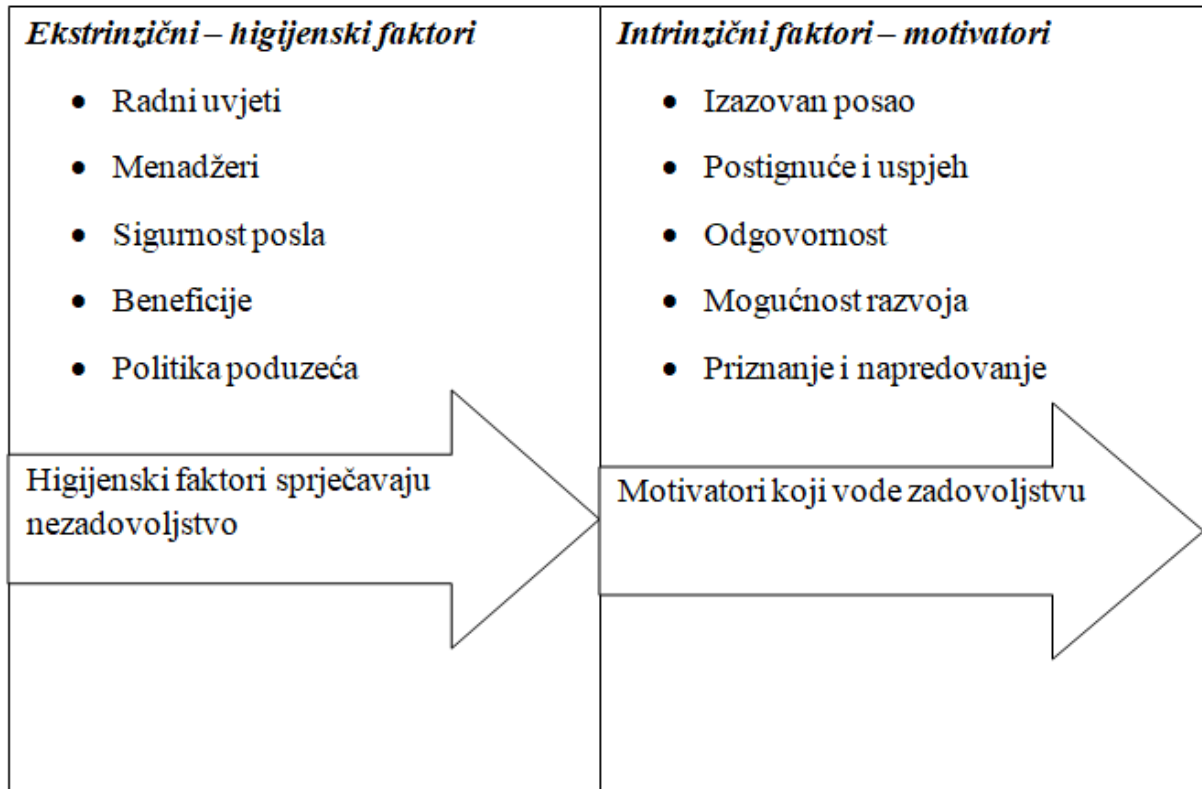 Ekstrinzični – higijenski faktori
• Radni uvjeti
• Menadžeri
• Sigurnost posla
• Beneficije
• Politika poduzeća
Higijenski faktori sprječavaju
nezadovoljstvo
Intrinzični faktori – motivatori
• Izazovan posao
• Postignuće i uspjeh
• Odgovornost
• Mogućnost razvoja
• Priznanje i napredovanje
Motivatori koji vode zadovoljstvu